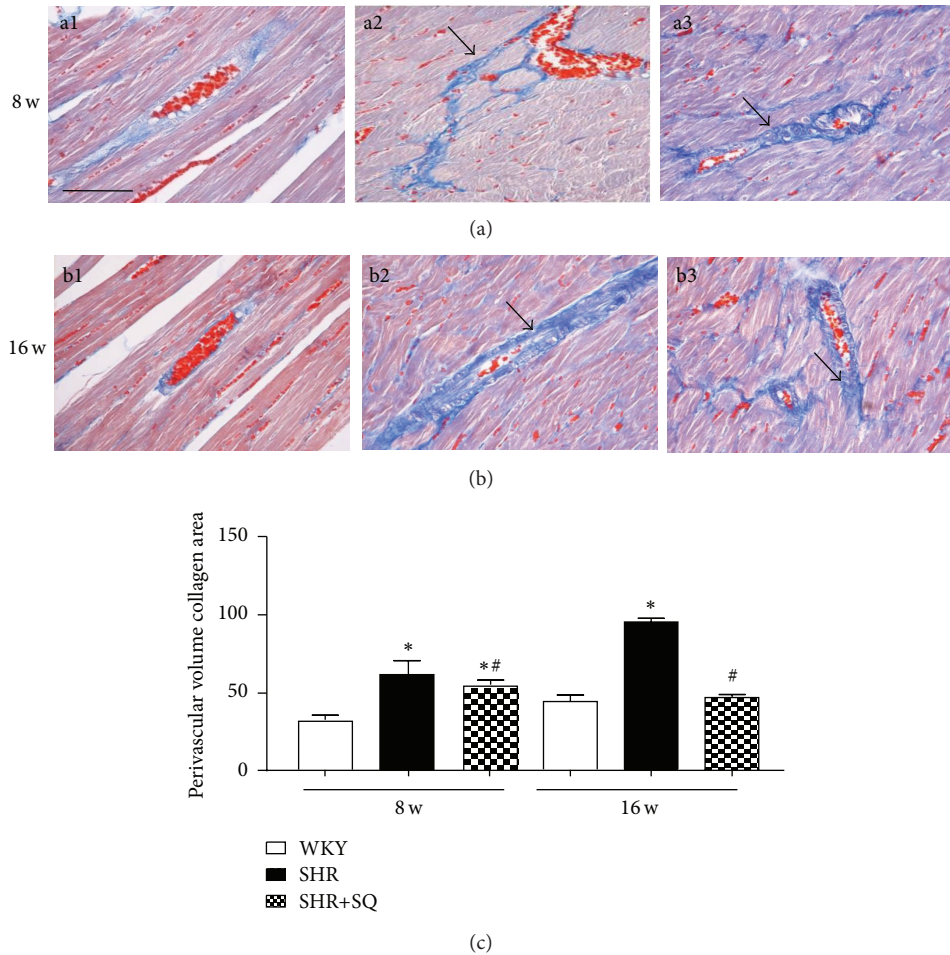 a1
a2
a3
8 w
(a)
b1
b2
b3
16 w
(b)
Perivascular volume collagen area
150
100
50
0
*
*#
*
#
8 w
16 w
WKY
SHR
SHR+SQ
(c)